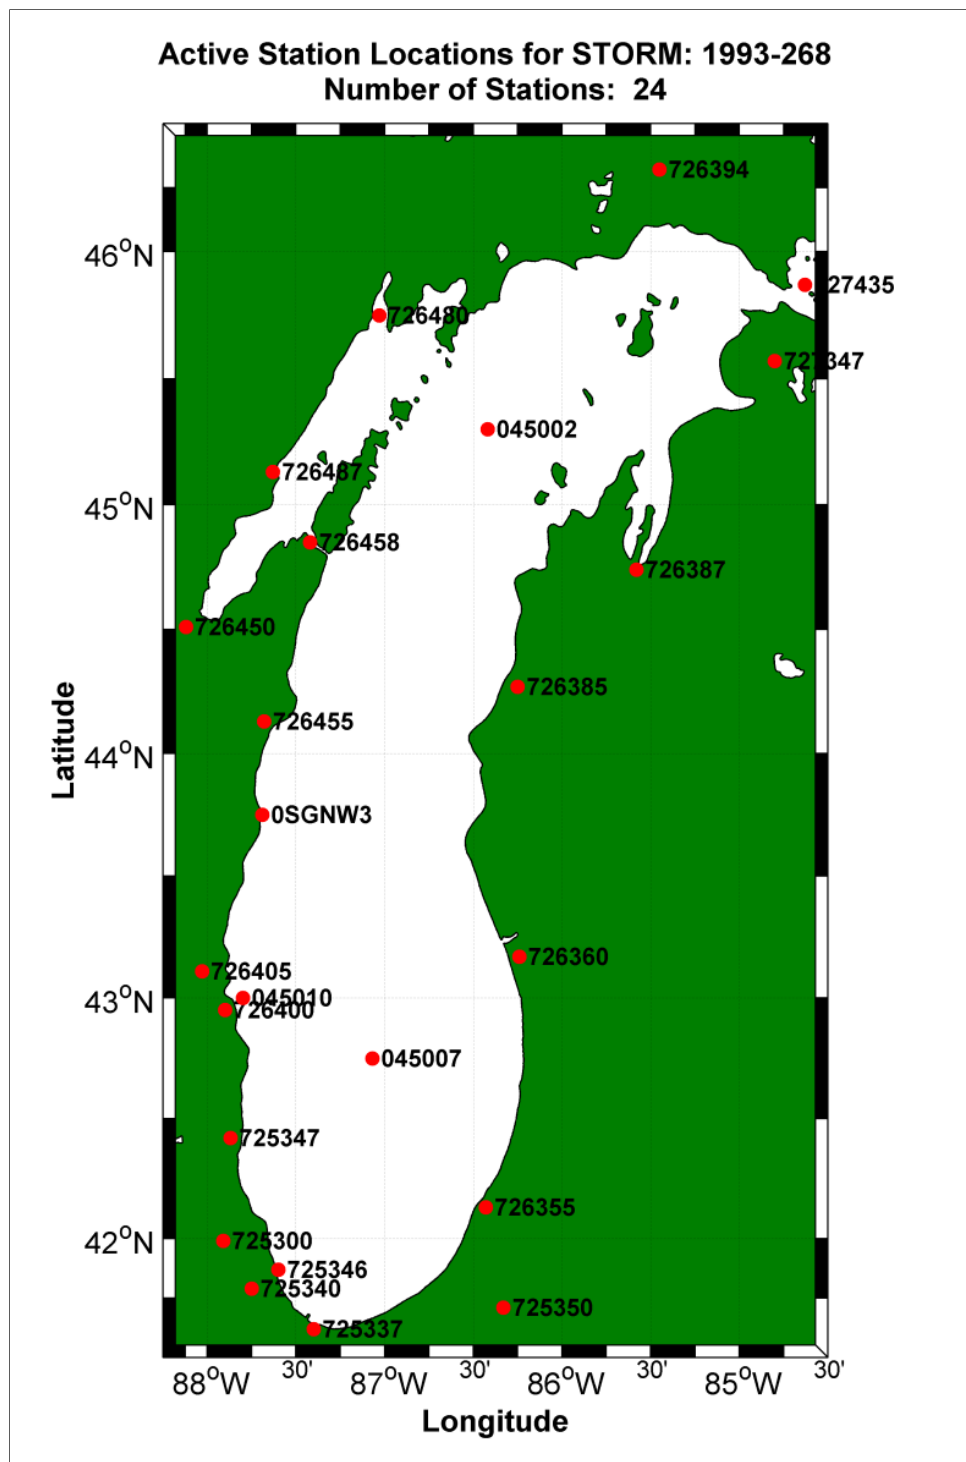 Active Station Locations for STORM: 1993-268
Number of Stations: 24
726394
46°N
727435
726480
727347
045002
726487
45°N
726458
726387
726450
726385
726455
44°N
0SGNW3
726360
726405
045010
43°N
726400
045007
725347
726355
42°N
725300
725346
725340
725350
725337
Latitude
88°W 30' 87°W 30' 86°W 30' 85°W 30'
Longitude